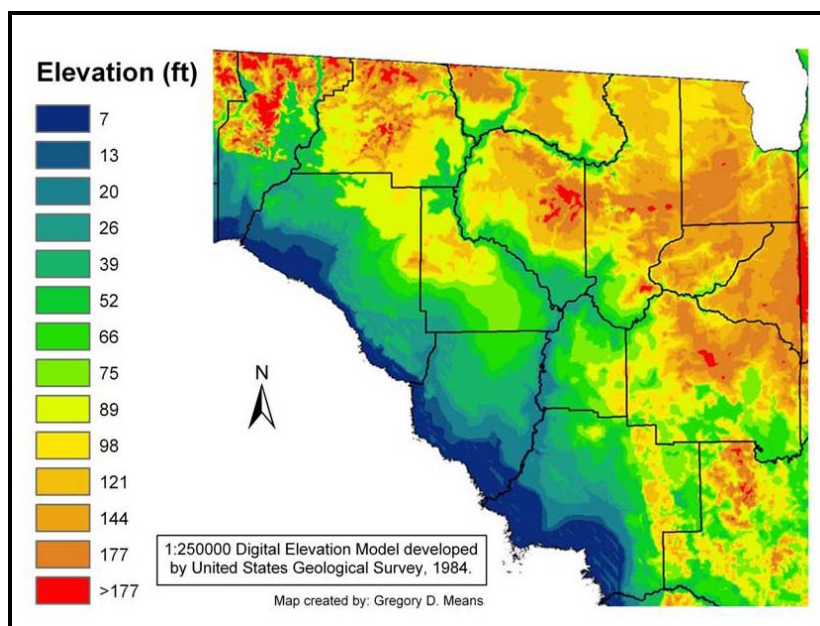 Elevation (ft)
7
13
20
26
39
52
66
75
89
98
121
144
177
>177
N
1:250000 Digital Elevation Model developed
by United States Geological Survey, 1984.
Map created by: Gregory D. Means